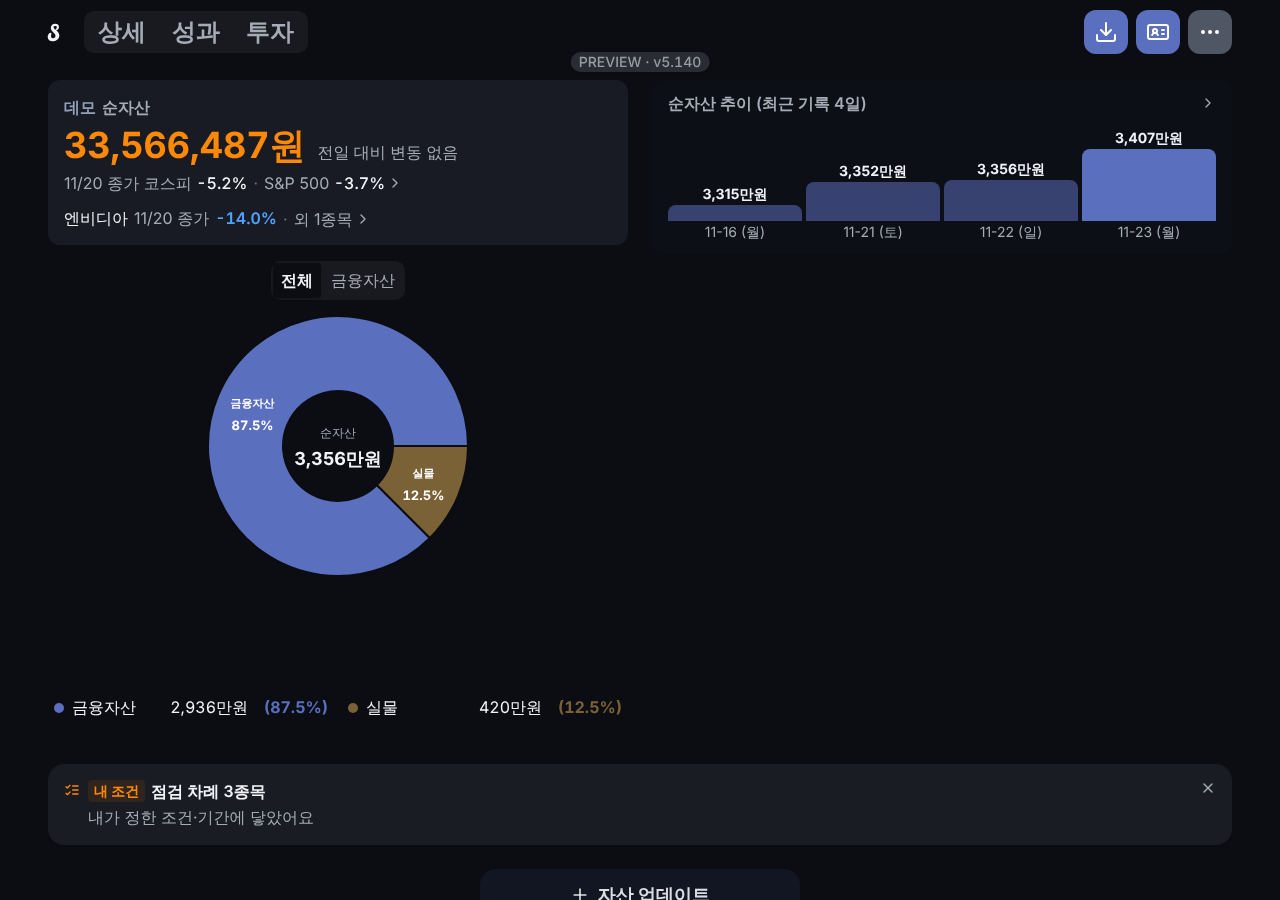 S
상세 성과 투자
PREVIEW · v5.140
데모 순자산
33,566,487원 전일 대비 변동 없음
11/20 종가 코스피 -5.2% · S&P 500 -3.7%
엔비디아 11/20 종가 -14.0% · 외 1종목
순자산 추이 (최근 기록 4일)
3,315만원 3,352만원 3,356만원 3,407만원
11-16 (월) 11-21 (토) 11-22 (일) 11-23 (월)
전체 금융자산
금융자산
87.5%
순자산
3,356만원
실물
12.5%
금융자산 2,936만원 (87.5%) 실물 420만원 (12.5%)
내 조건 점검 차례 3종목
내가 정한 조건·기간에 닿았어요
자산 업데이트